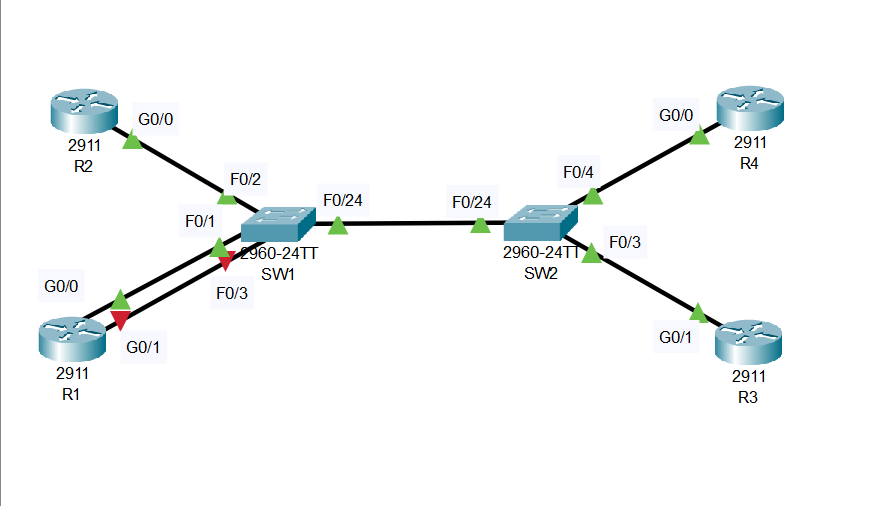 G0/0
2911
R2
F0/2
F0/1
F0/24
2960-24TT
SW1
F0/3
G0/0
G0/1
2911
R1
F0/24
2960-24TT
SW2
F0/4
F0/3
G0/0
2911
R4
G0/1
2911
R3